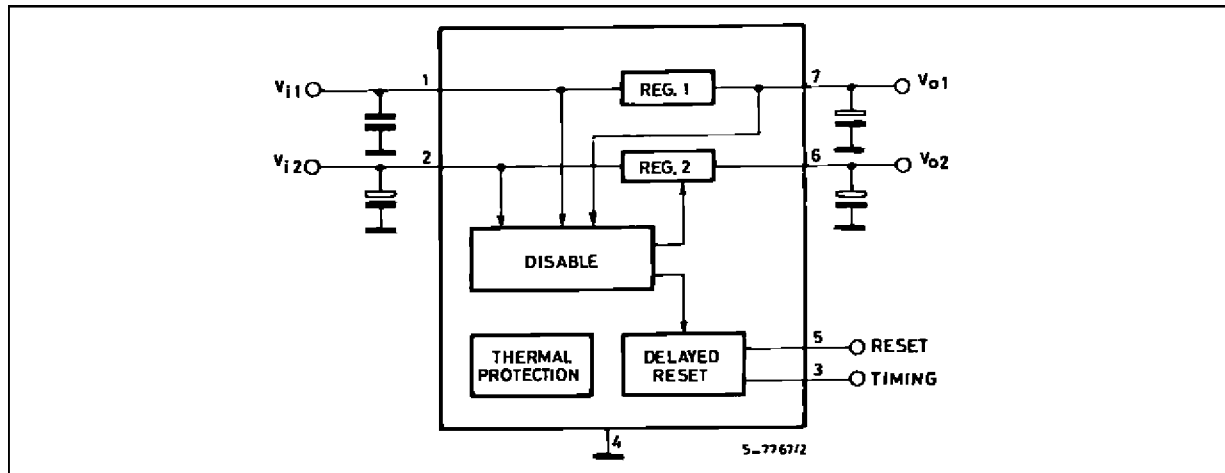 1
7
Vi1
REG. 1
Vo1
2
6
Vi2
REG. 2
Vo2
DISABLE
THERMAL
PROTECTION
DELAYED
RESET
5
RESET
3
TIMING
4
S-7767/2